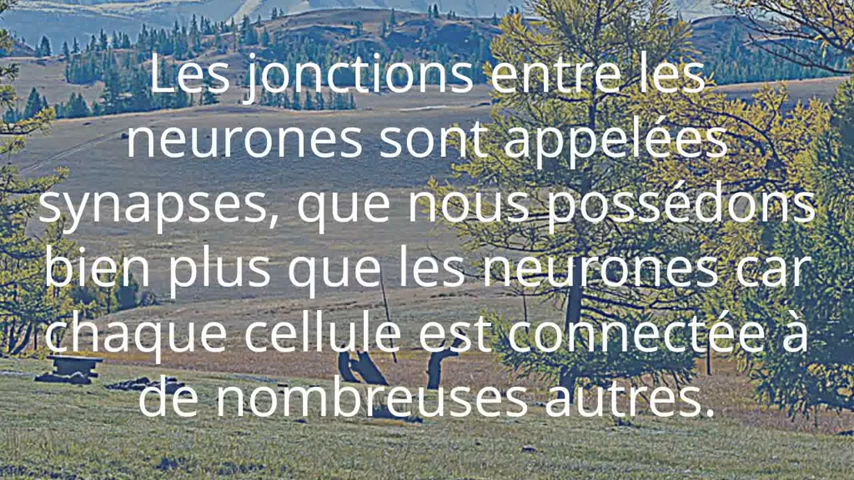 Les jonctions entre les
neurones sont appelées
synapses, que nous possédons
bien plus que les neurones car
chaque cellule est connectée à
de nombreuses autres.